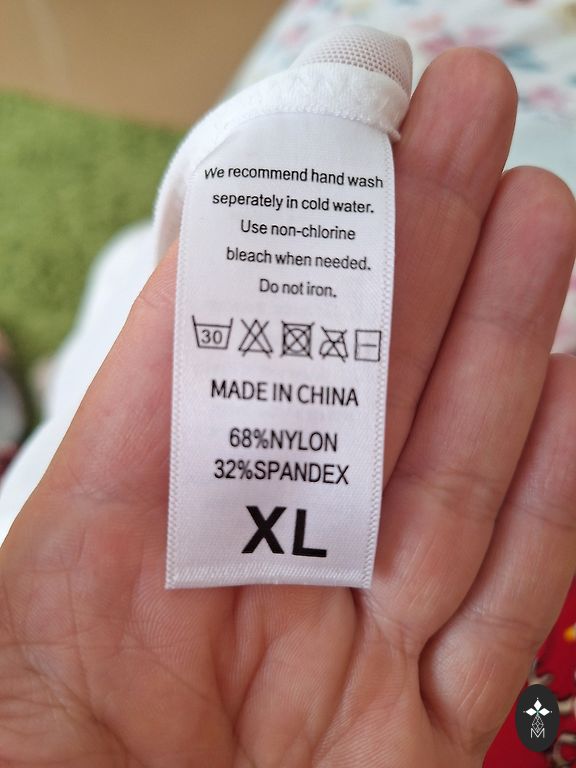 We recommend hand wash
seperately in cold water.
Use non-chlorine
bleach when needed.
Do not iron.
30
MADE IN CHINA
68%NYLON
32%SPANDEX
XL
M